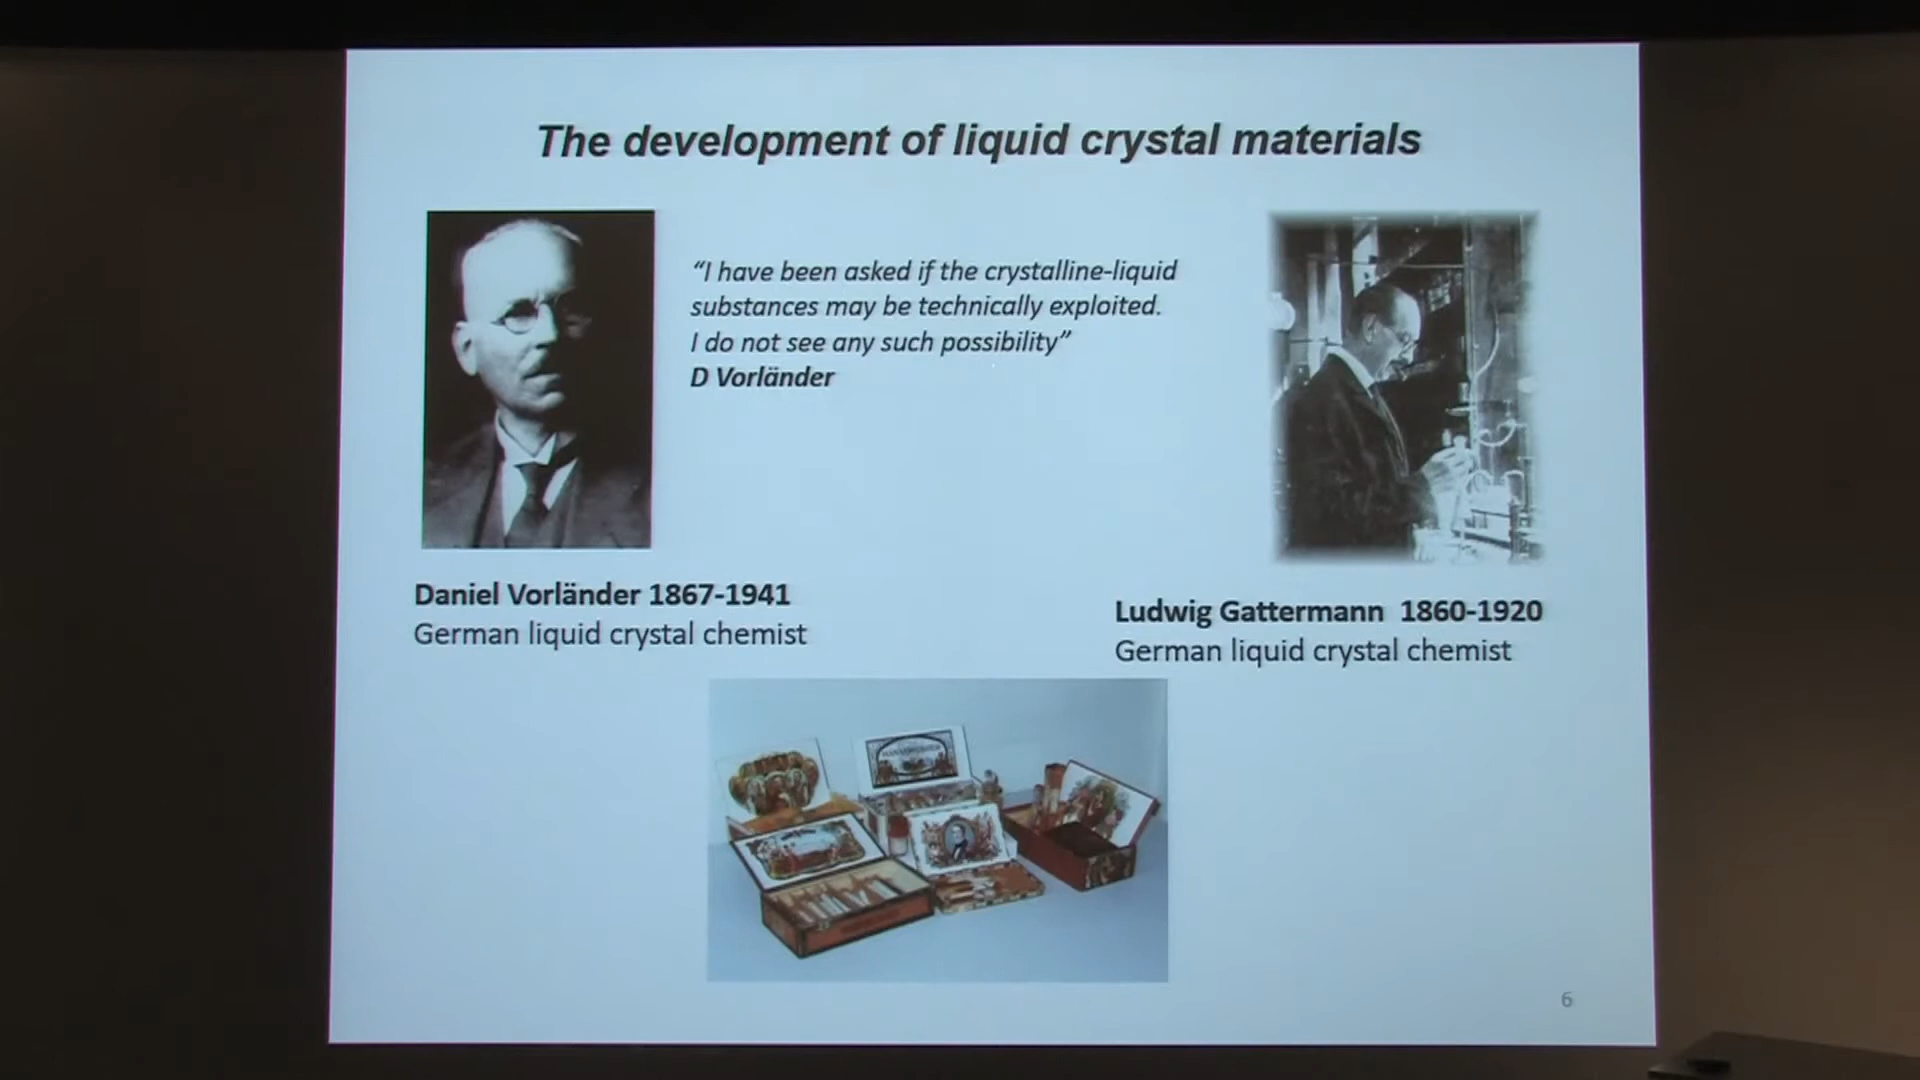 The development of liquid crystal materials
“I have been asked if the crystalline-liquid
substances may be technically exploited.
I do not see any such possibility”
D Vorländer
Daniel Vorländer 1867-1941
German liquid crystal chemist
Ludwig Gattermann 1860-1920
German liquid crystal chemist
6